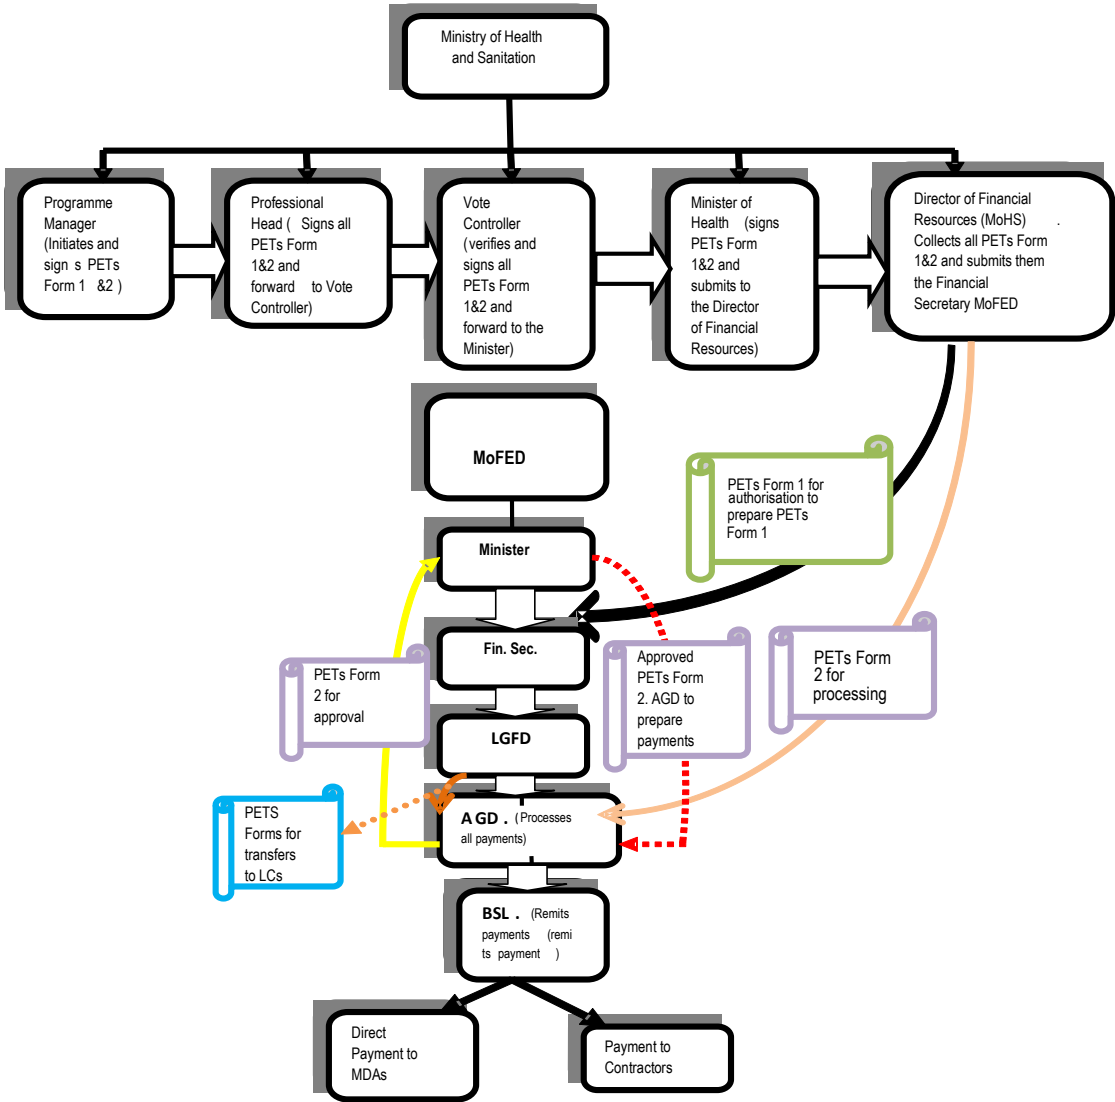 Ministry of Health
and Sanitation
Programme
Manager
(Initiates and
sign s PETs
Form 1 &2 )
Professional
Head ( Signs all
PETs Form
1&2 and
forward to Vote
Controller)
Vote
Controller
(verifies and
signs all
PETs Form
1&2 and
forward to the
Minister)
Minister of
Health (signs
PETs Form
1&2 and
submits to
the Director
of Financial
Resources)
Director of Financial
Resources (MoHS) .
Collects all PETs Form
1&2 and submits them
the Financial
Secretary MoFED
MoFED
PETs Form 1 for
authorisation to
prepare PETs
Form 1
Minister
Fin. Sec.
PETs Form
2 for
approval
Approved
PETs Form
2. AGD to
prepare
payments
PETs Form
2 for
processing
LGFD
PETS
Forms for
transfers
to LCs
AGD . (Processes
all payments)
BSL . (Remits
payments (remi
ts payment )
Direct
Payment to
MDAs
Payment to
Contractors